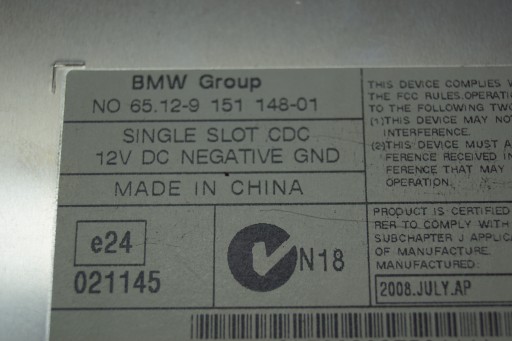 BMW Group
NO 65.12-9 151 148-01
SINGLE SLOT CDC
12V DC NEGATIVE GND
MADE IN CHINA
e24
021145
N18
THIS DEVICE COMPLIES
THE FCC RULES.OPERATI
TO THE FOLLOWING TWO
(1)THIS DEVICE MAY NO
INTERFERENCE.
(2)THIS DEVICE MUST A
FERENCE RECEIVED IN
FERENCE THAT MAY
OPERATION.
PRODUCT IS CERTIFIED
RER TO COMPLY WITH
SUBCHAPTER J APPLIC
OF MANUFACTURE.
MANUFACTURED:
2008.JULY.AP